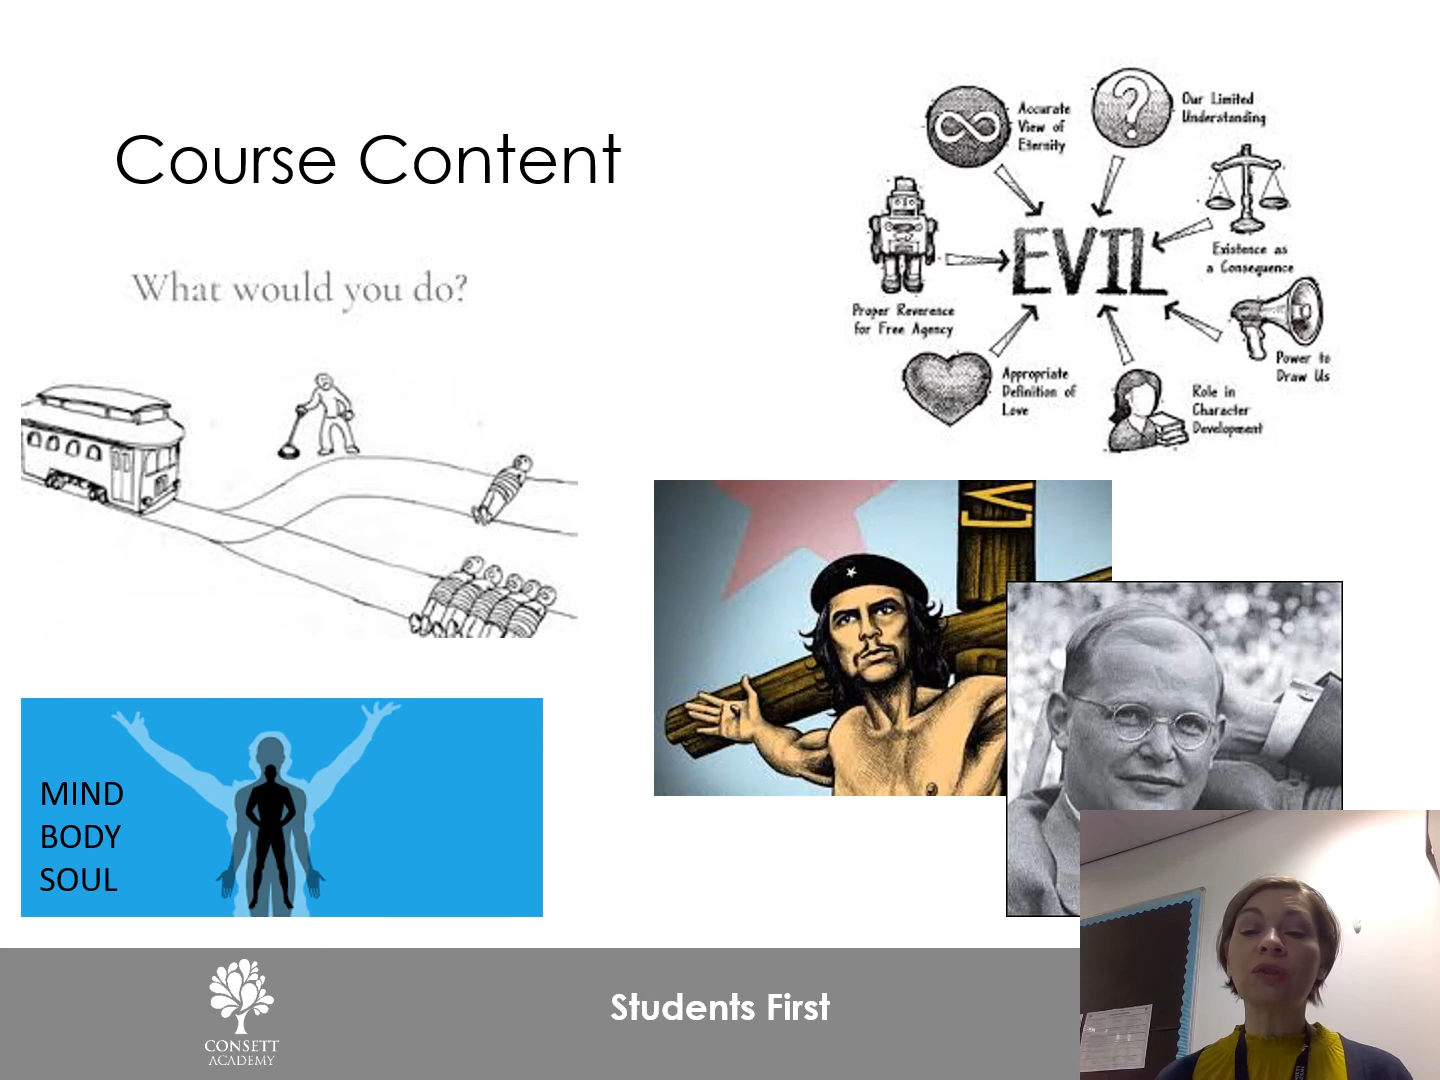 Course Content
What would you do?
Accurate
View of
Eternity
Our Limited
Understanding
EVIL
Existence as
a Consequence
Proper Reverence
for Free Agency
Power to
Draw Us
Appropriate
Definition of
Love
Role in
Character
Development
MIND
BODY
SOUL
Students First
CONSETT
ACADEMY